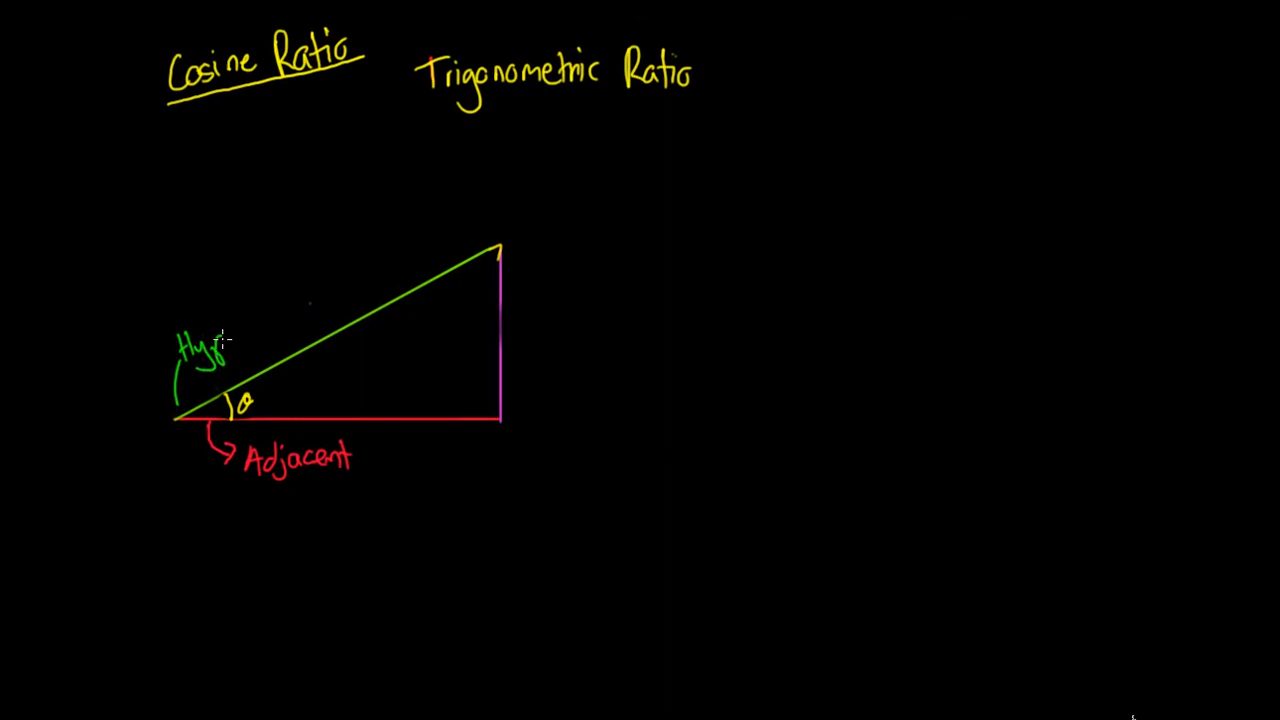 Cosine Ratio
Trigonometric Ratio
Hyp
θ
Adjacent